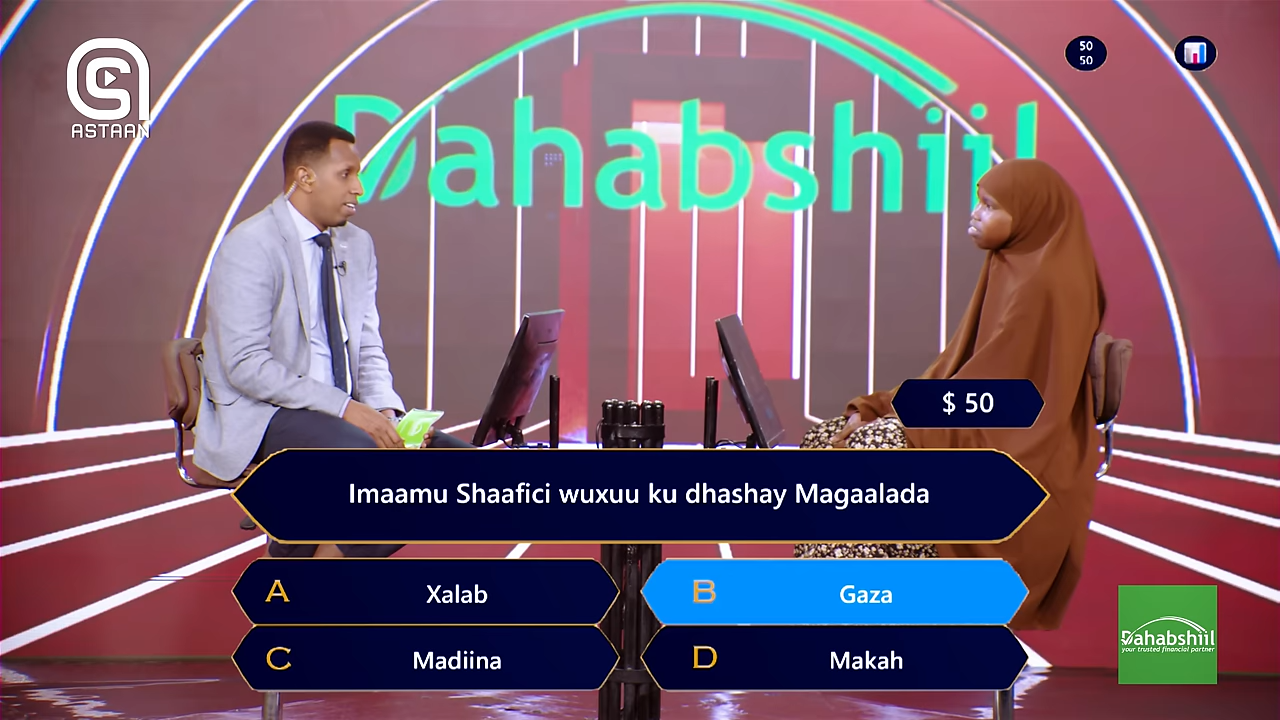 ASTAAN
50
50
Dahabshiil
$ 50
Imaamu Shaafici wuxuu ku dhashay Magaalada
A Xalab
B Gaza
C Madiina
D Makah
Dahabshiil
your trusted financial partner